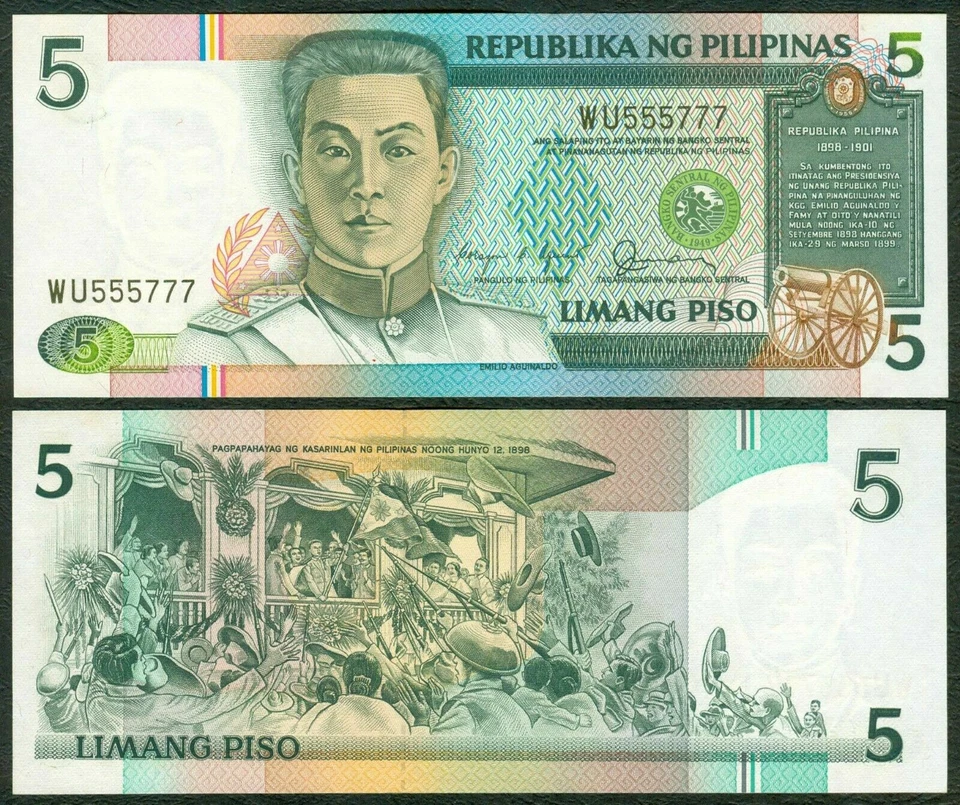 5
REPUBLIKA NG PILIPINAS
5
WU555777
ANG SALAPING ITO AY BAYARIN NG BANGKO SENTRAL
AT PINANANAGUTAN NG REPUBLIKA NG PILIPINAS
REPUBLIKA PILIPINA
1898 - 1901
SA KUMBENTONG ITO
ITINATAG ANG PRESIDENSIYA
NG UNANG REPUBLIKA PILI-
PINA NA PINANGULUHAN NG
KGG. EMILIO AGUINALDO Y
FAMY AT DITO Y NANATILI
MULA NOONG IKA-10 NG
SETYEMBRE 1898 HANGGANG
IKA-29 NG MARSO 1899.
BANGKO SENTRAL NG PILIPINAS
·1949·
WU555777
PANGULO NG PILIPINAS
TAGAPANGASIWA NG BANGKO SENTRAL
LIMANG PISO
5
5
EMILIO AGUINALDO
PAGPAPAHAYAG NG KASARINLAN NG PILIPINAS NOONG HUNYO 12, 1898
5
5
LIMANG PISO
5